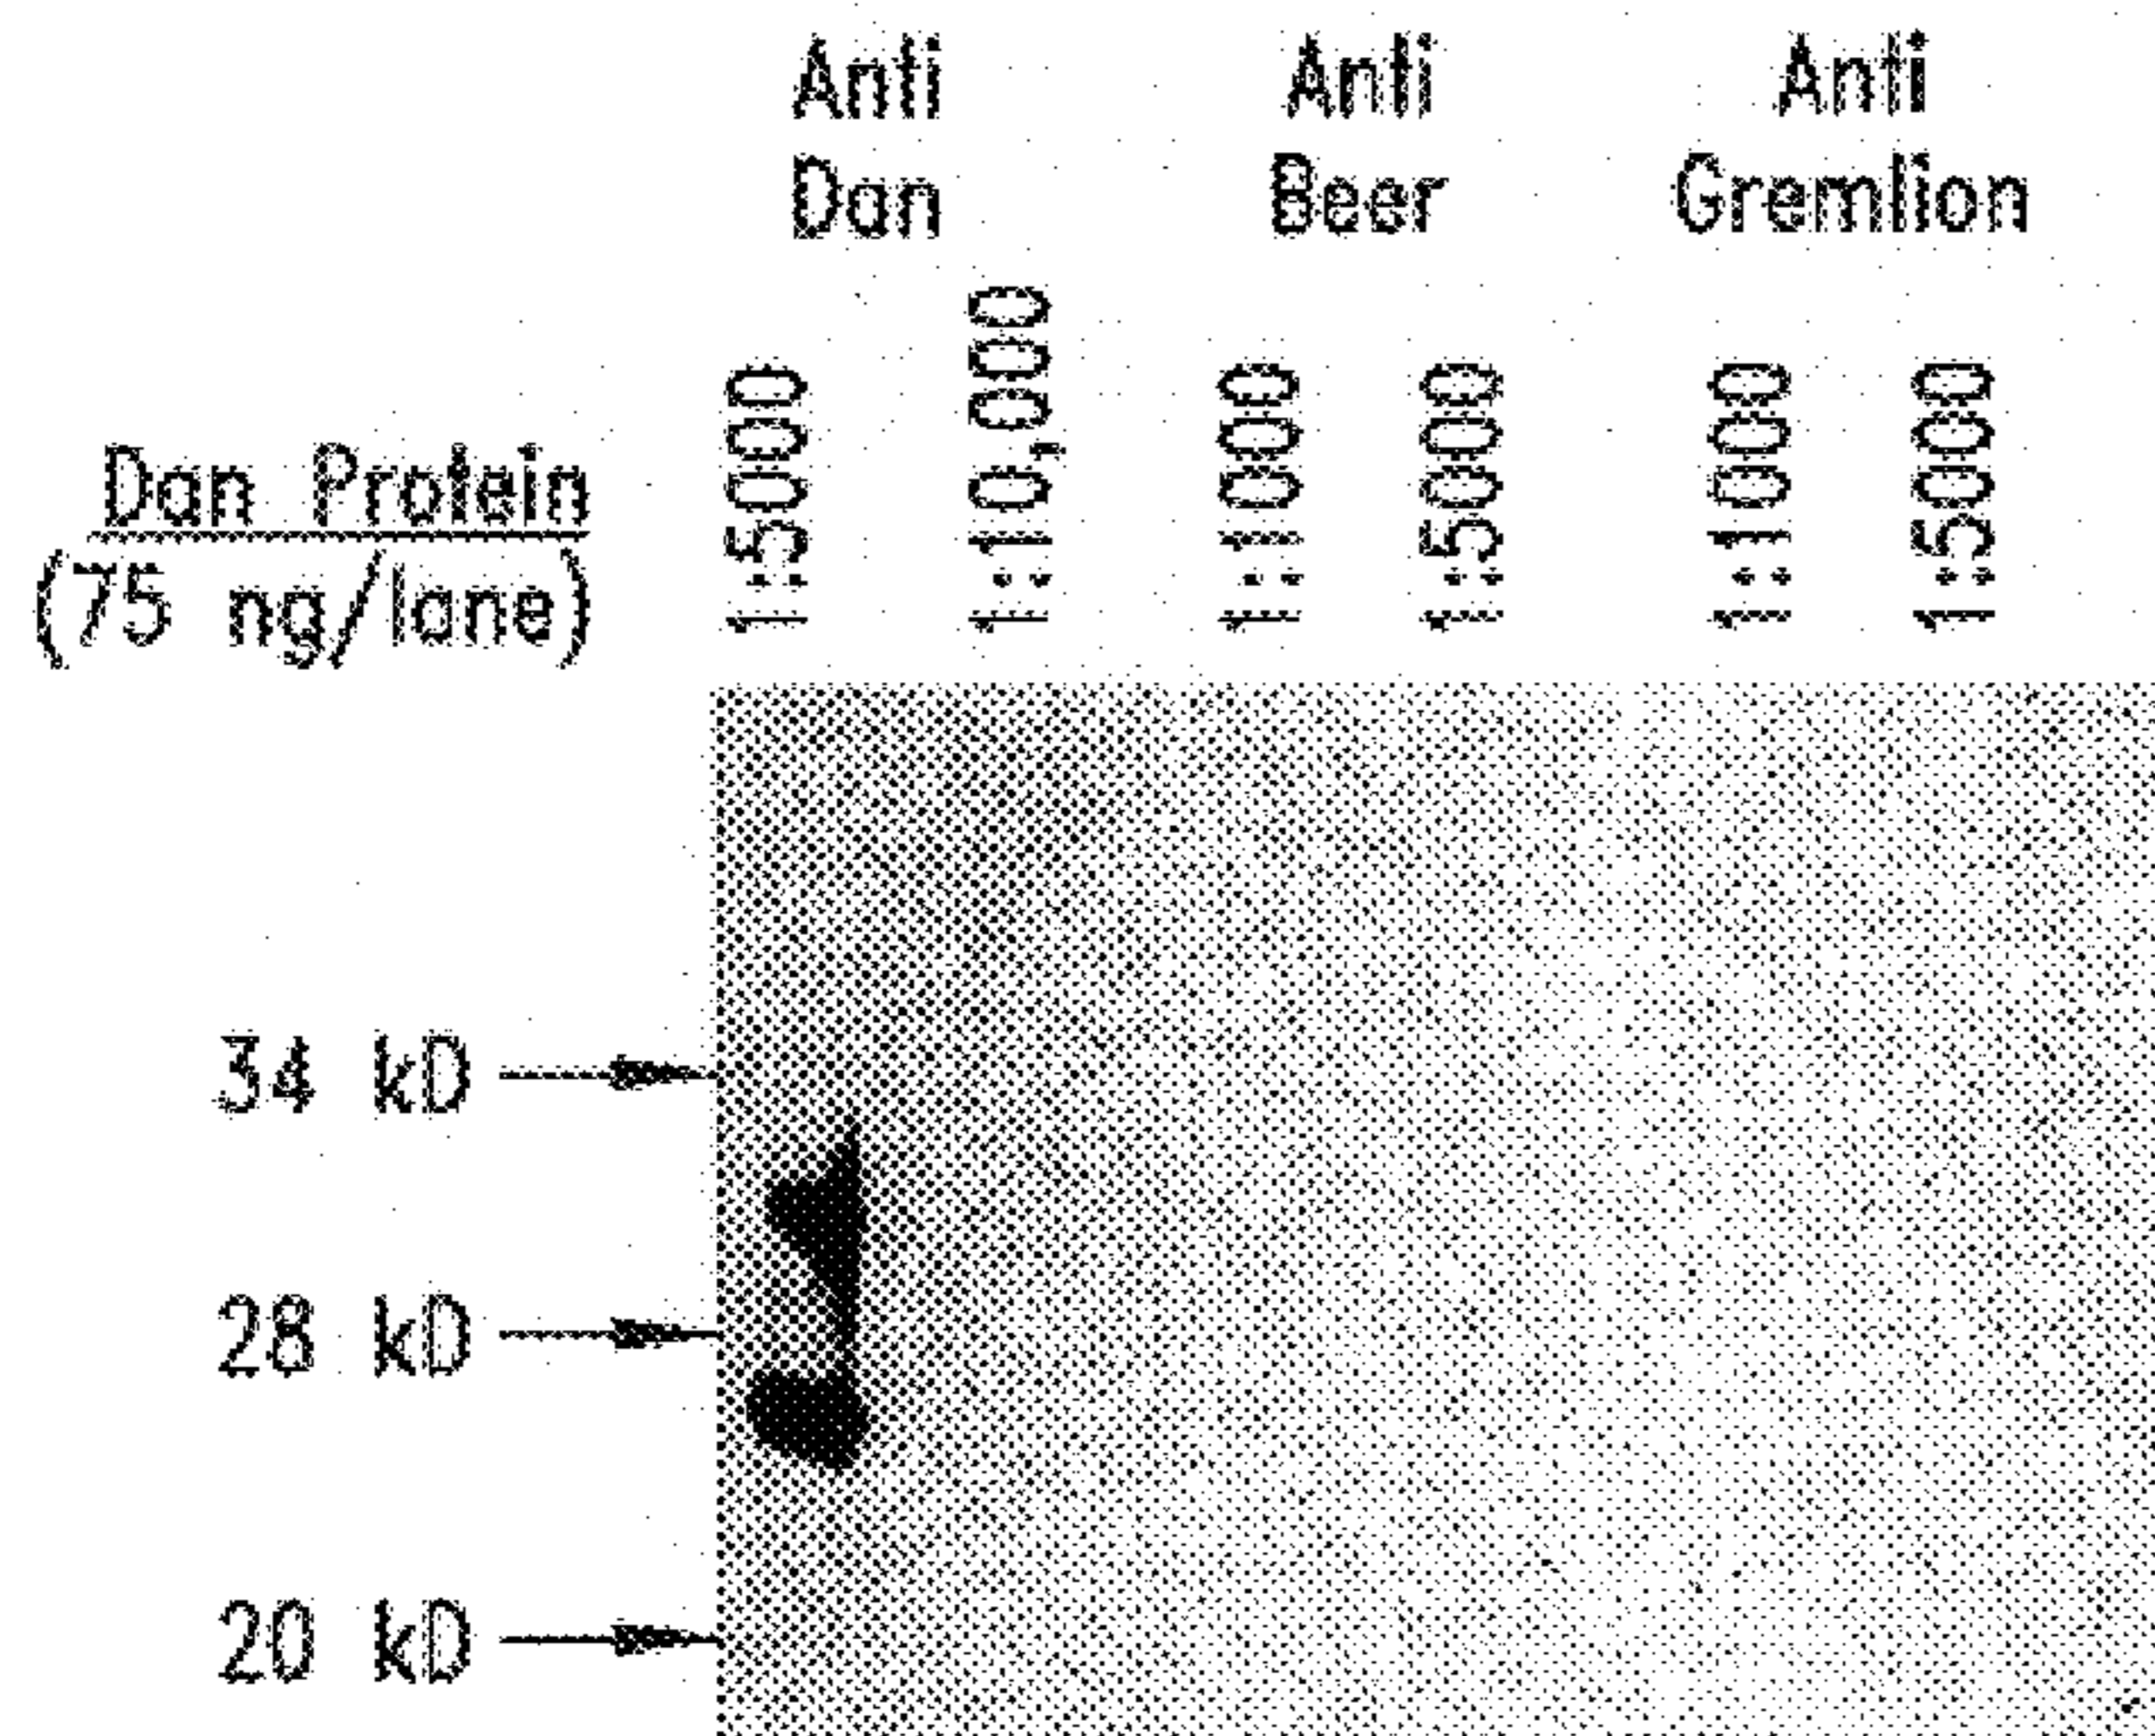 Anti Anti Anti
Dan Beer Gremlion
1:5000 1:10,000 1:1000 1:5000 1:1000 1:5000
Dan Protein
(75 ng/lane)
34 kD
28 kD
20 kD